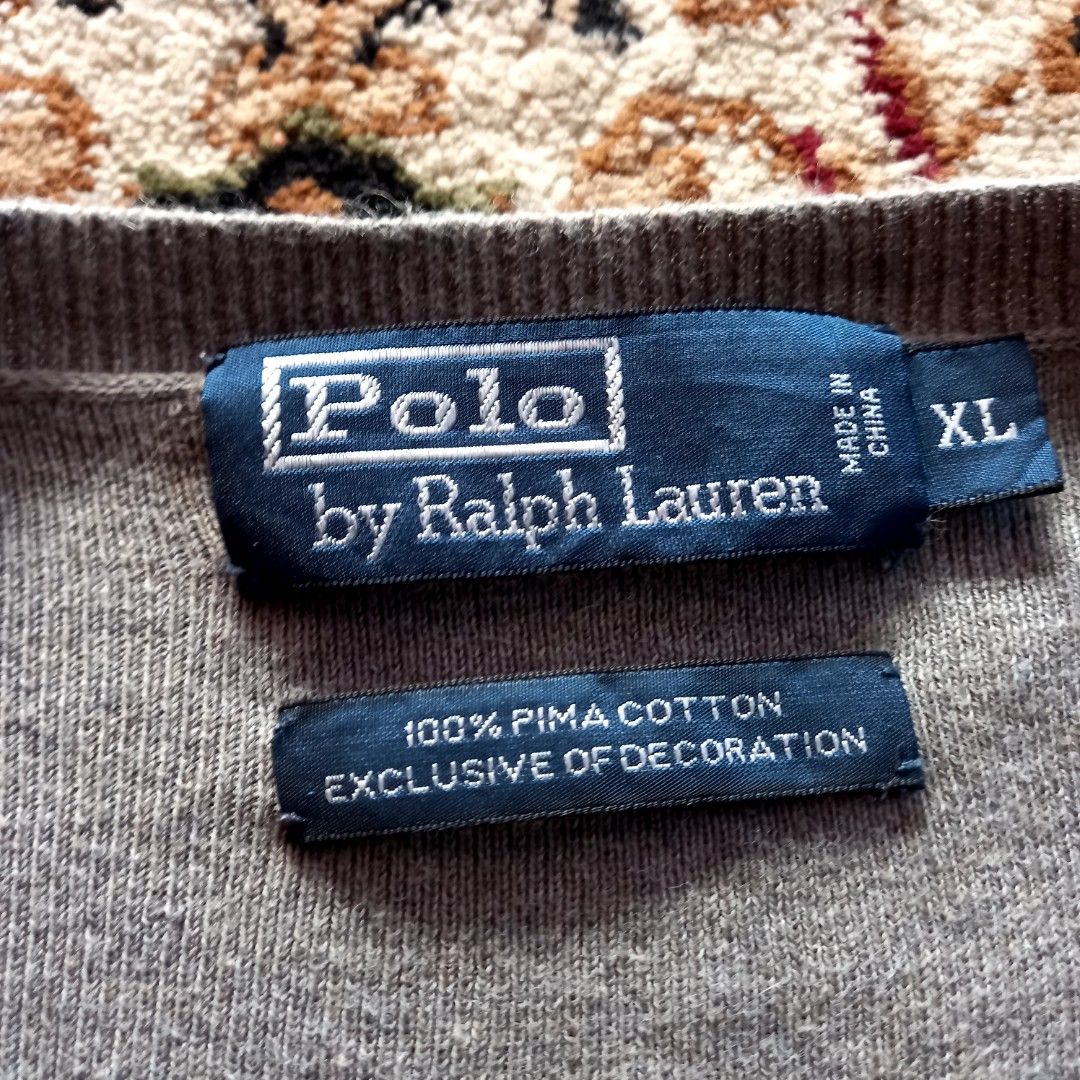 Polo
by Ralph Lauren
MADE IN
CHINA
XL
100% PIMA COTTON
EXCLUSIVE OF DECORATION